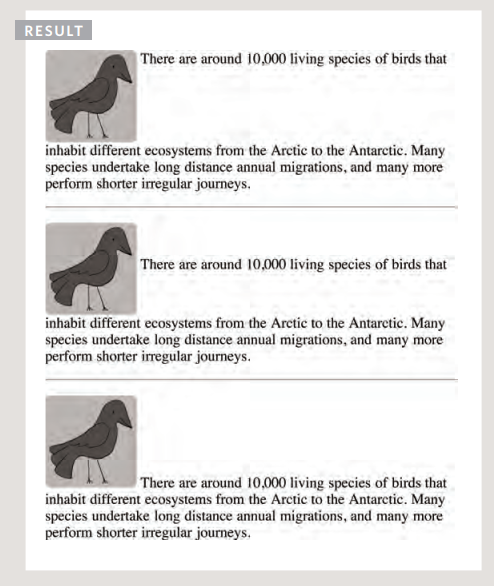 RESULT
There are around 10,000 living species of birds that
inhabit different ecosystems from the Arctic to the Antarctic. Many
species undertake long distance annual migrations, and many more
perform shorter irregular journeys.
There are around 10,000 living species of birds that
inhabit different ecosystems from the Arctic to the Antarctic. Many
species undertake long distance annual migrations, and many more
perform shorter irregular journeys.
There are around 10,000 living species of birds that
inhabit different ecosystems from the Arctic to the Antarctic. Many
species undertake long distance annual migrations, and many more
perform shorter irregular journeys.